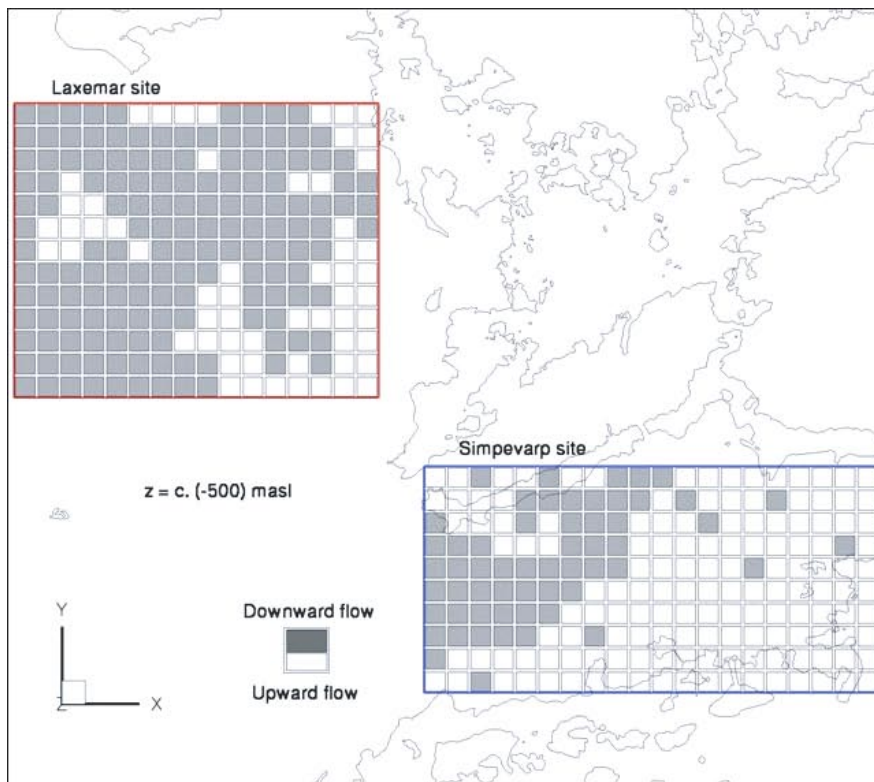 Laxemar site
Simpevarp site
z = c. (-500) masl
Downward flow
Upward flow
Y
Z
X